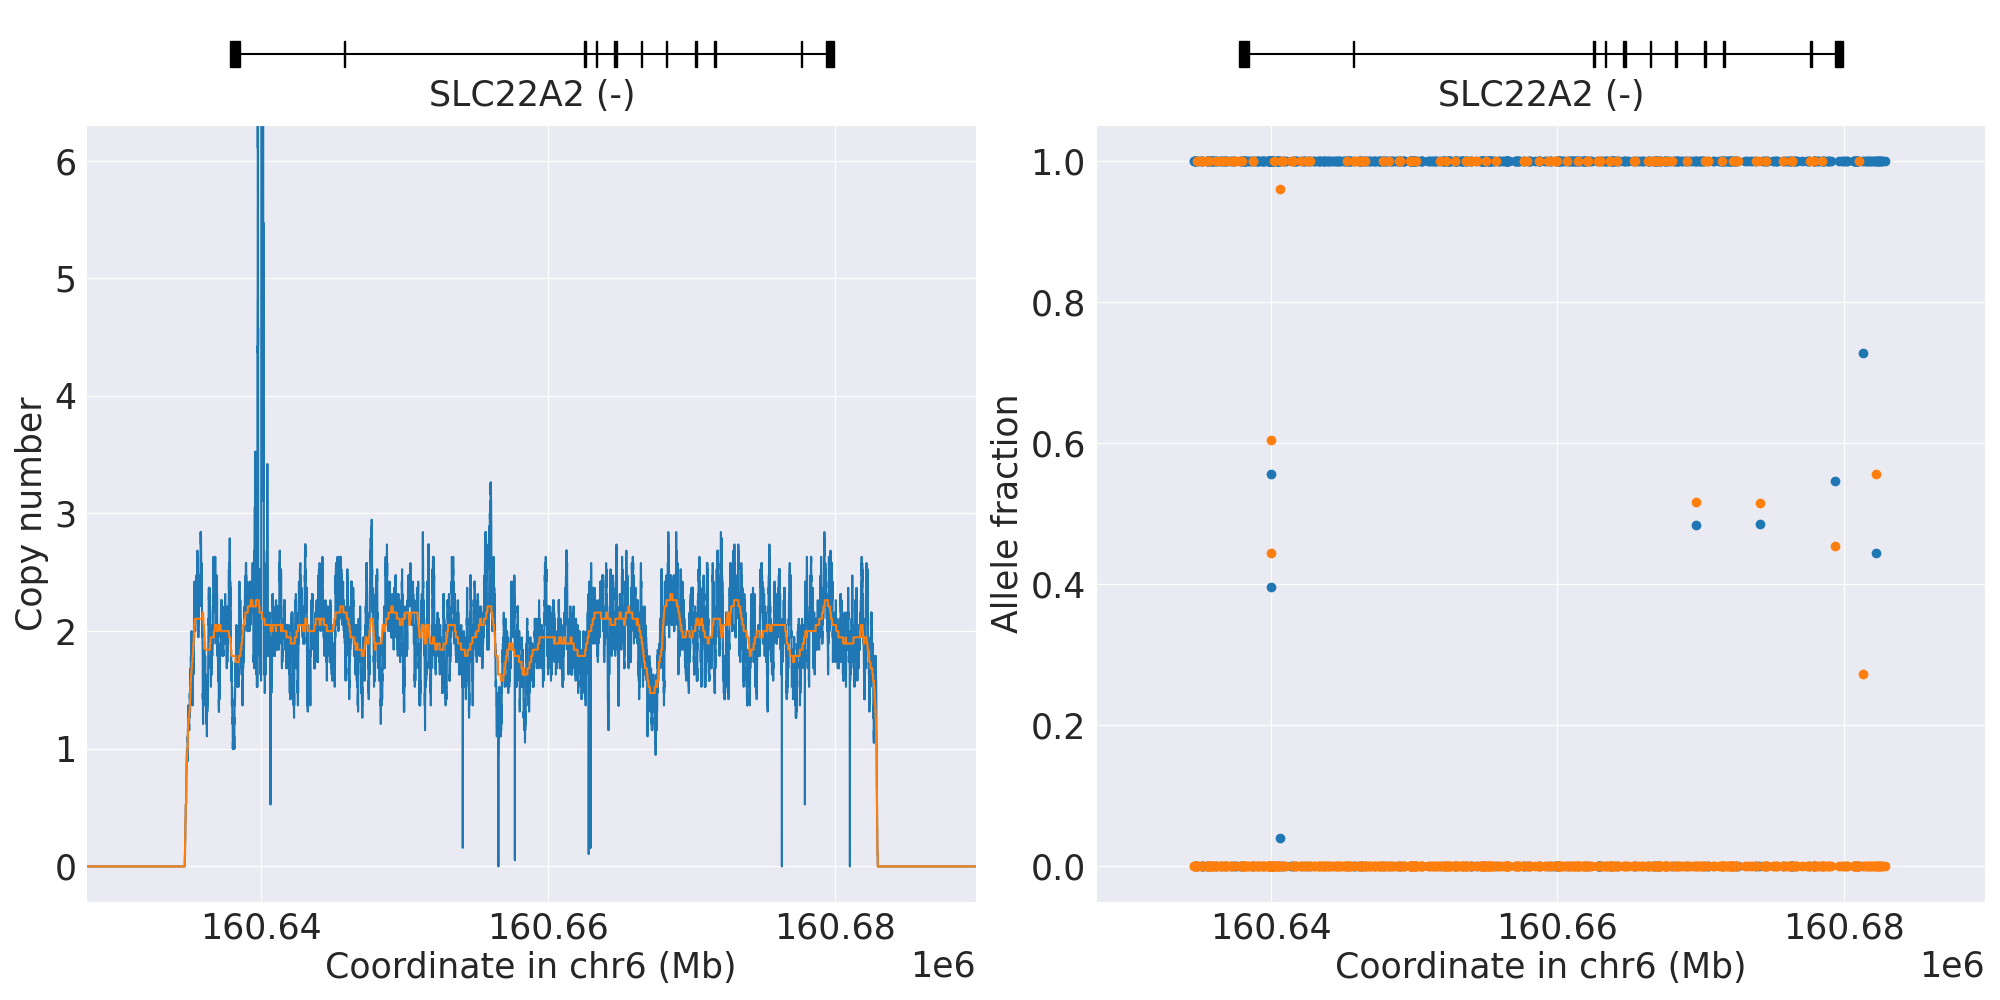 SLC22A2 (-)
SLC22A2 (-)
Copy number
6
5
4
3
2
1
0
160.64
160.66
160.68
Coordinate in chr6 (Mb)
1e6
Allele fraction
1.0
0.8
0.6
0.4
0.2
0.0
160.64
160.66
160.68
Coordinate in chr6 (Mb)
1e6